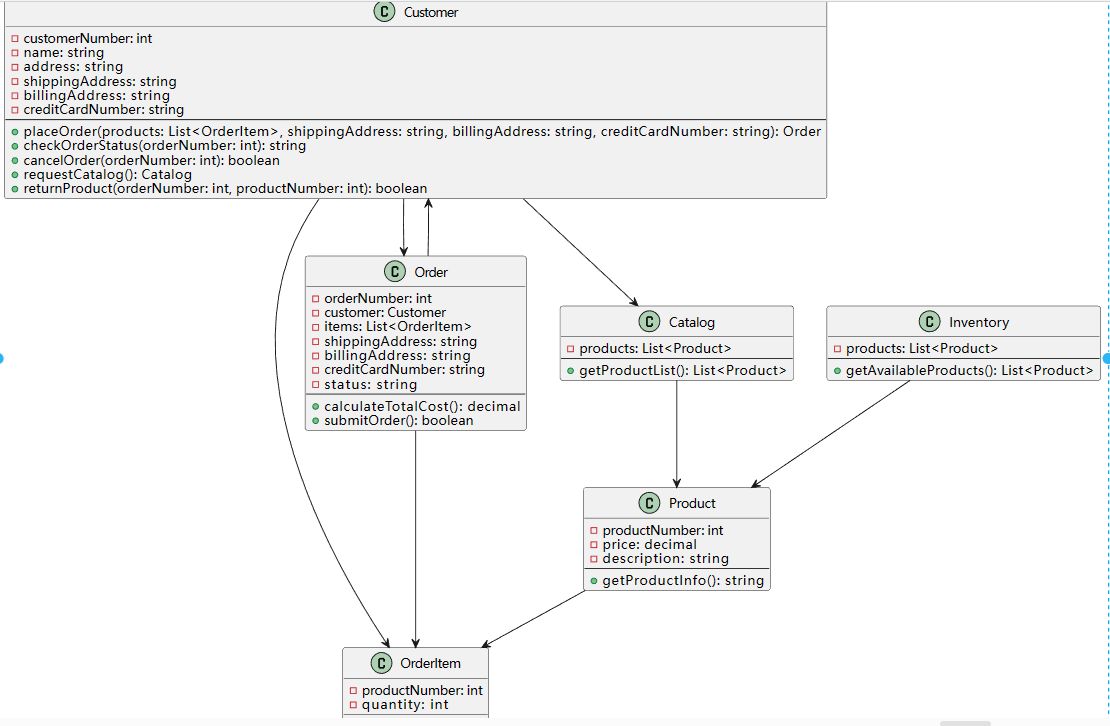 C Customer
customerNumber: int
name: string
address: string
shippingAddress: string
billingAddress: string
creditCardNumber: string
placeOrder(products: List<OrderItem>, shippingAddress: string, billingAddress: string, creditCardNumber: string): Order
checkOrderStatus(orderNumber: int): string
cancelOrder(orderNumber: int): boolean
requestCatalog(): Catalog
returnProduct(orderNumber: int, productNumber: int): boolean
C Order
orderNumber: int
customer: Customer
items: List<OrderItem>
shippingAddress: string
billingAddress: string
creditCardNumber: string
status: string
calculateTotalCost(): decimal
submitOrder(): boolean
C Catalog
products: List<Product>
getProductList(): List<Product>
C Inventory
products: List<Product>
getAvailableProducts(): List<Product>
C Product
productNumber: int
price: decimal
description: string
getProductInfo(): string
C OrderItem
productNumber: int
quantity: int